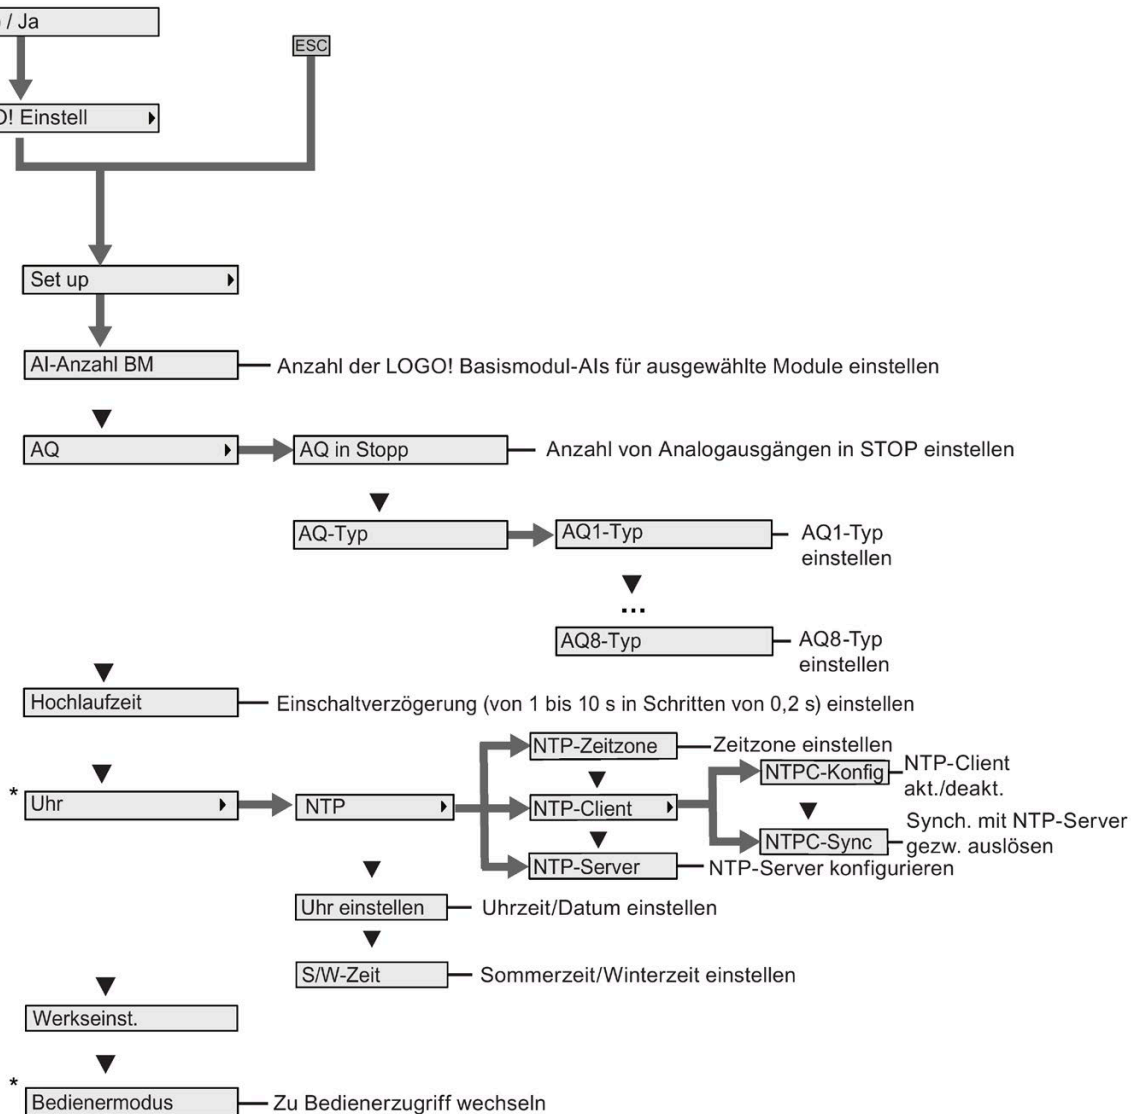 / Ja
ESC
! Einstell
Set up
AI-Anzahl BM
Anzahl der LOGO! Basismodul-AIs für ausgewählte Module einstellen
AQ
AQ in Stopp
Anzahl von Analogausgängen in STOP einstellen
AQ-Typ
AQ1-Typ
AQ1-Typ
einstellen
...
AQ8-Typ
AQ8-Typ
einstellen
Hochlaufzeit
Einschaltverzögerung (von 1 bis 10 s in Schritten von 0,2 s) einstellen
* Uhr
NTP
NTP-Zeitzone
Zeitzone einstellen
NTP-Client
NTPC-Konfig
NTP-Client
akt./deakt.
NTPC-Sync
Synch. mit NTP-Server
gezw. auslösen
NTP-Server
NTP-Server konfigurieren
Uhr einstellen
Uhrzeit/Datum einstellen
S/W-Zeit
Sommerzeit/Winterzeit einstellen
Werkseinst.
* Bedienermodus
Zu Bedienerzugriff wechseln